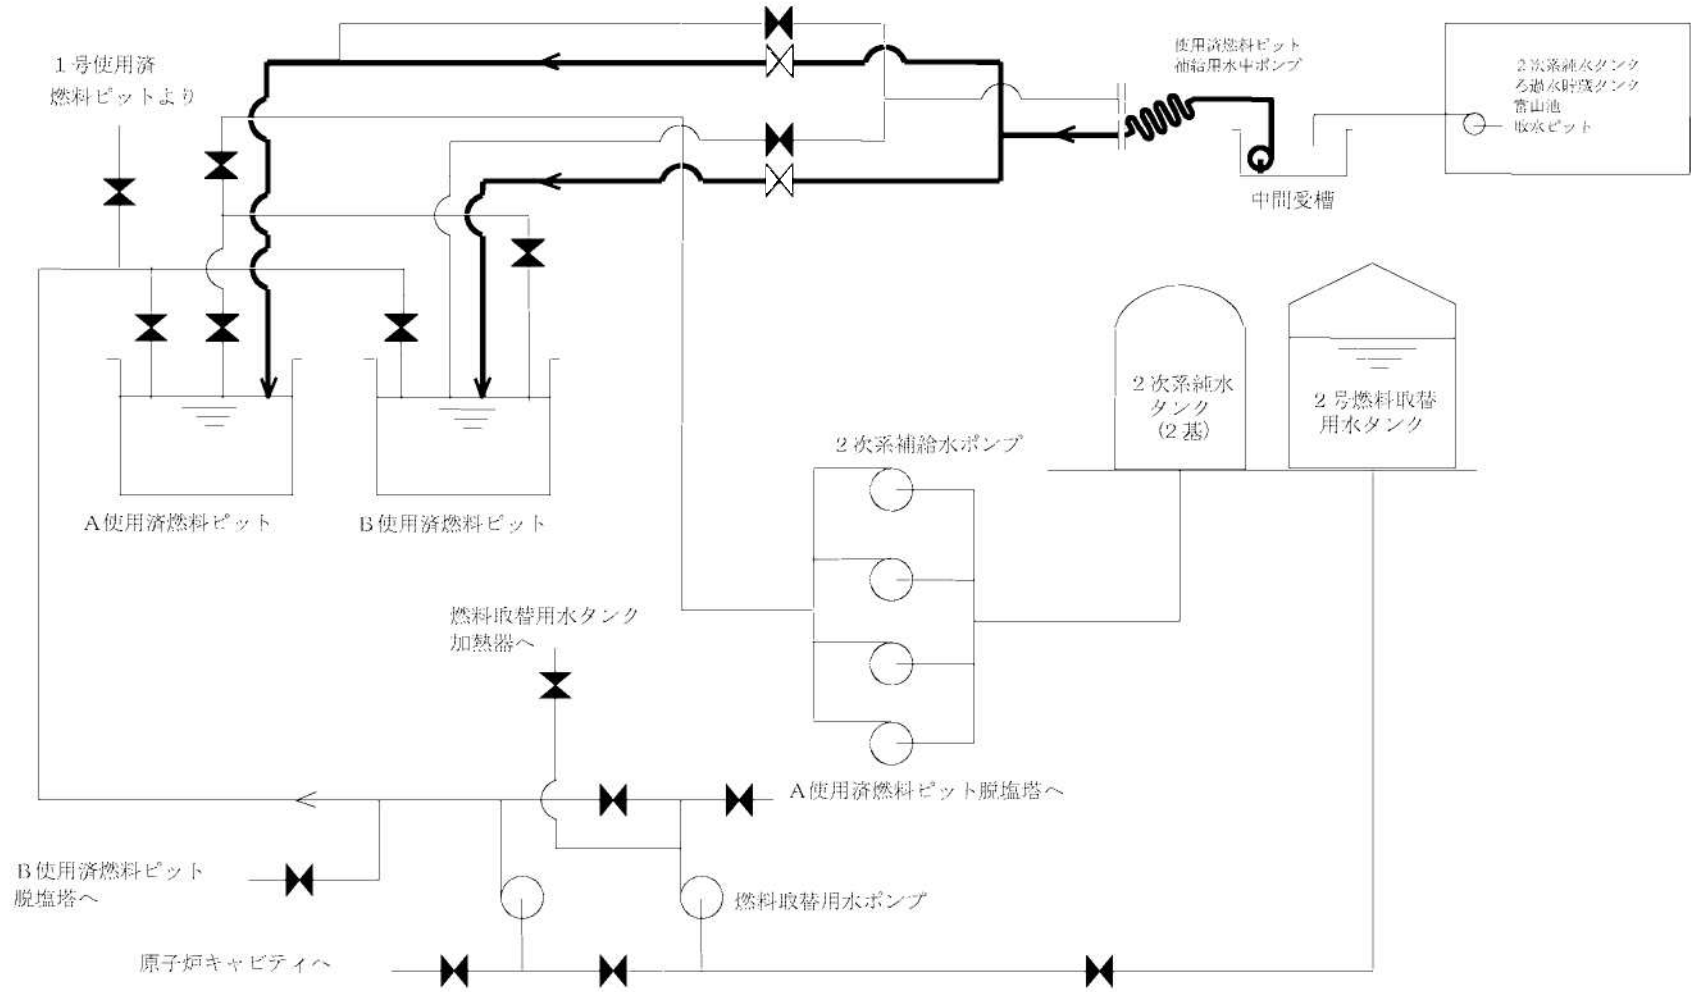 1号使用済
燃料ピットより
使用済燃料ピット
補給用水中ポンプ
2次系純水タンク
ろ過水貯蔵タンク
宮山池
取水ピット
中間受槽
2次系純水
タンク
(2基)
2号燃料取替
用水タンク
2次系補給水ポンプ
A使用済燃料ピット
B使用済燃料ピット
燃料取替用水タンク
加熱器へ
A使用済燃料ピット脱塩塔へ
B使用済燃料ピット
脱塩塔へ
燃料取替用水ポンプ
原子炉キャビティへ